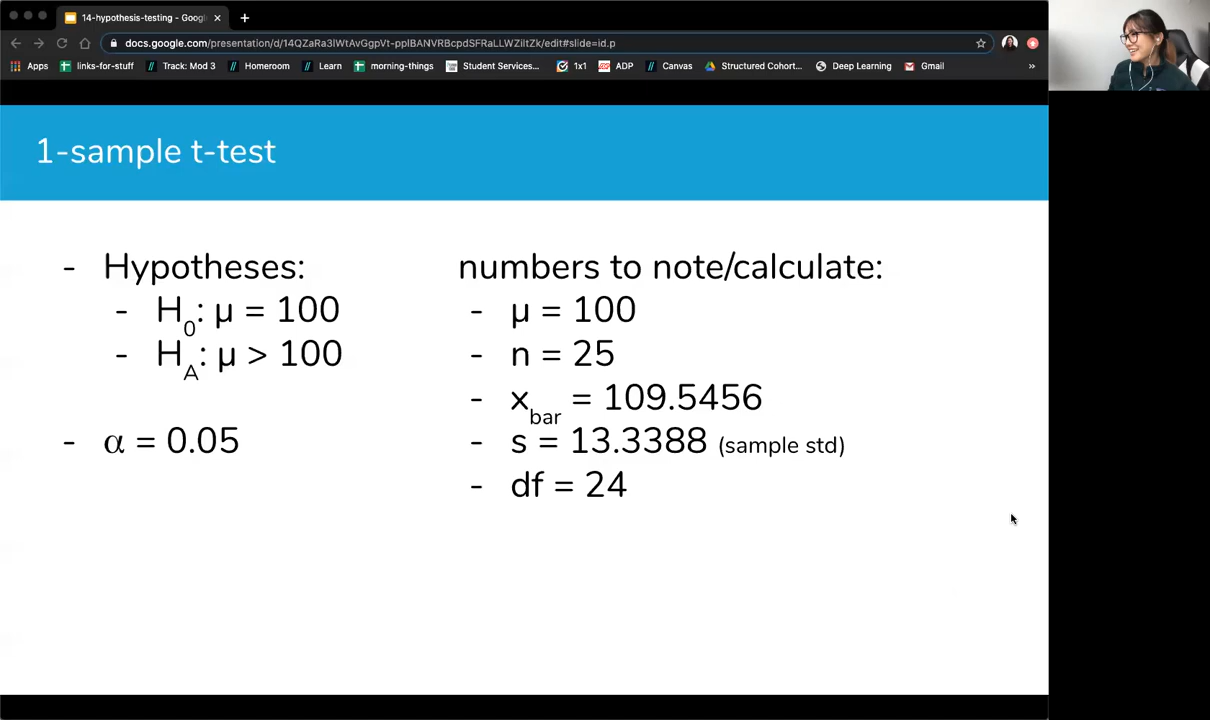 14-hypothesis-testing - Googl
docs.google.com/presentation/d/14QZaRa3IWtAvGgpVt-ppIBANVRBcpdSFRaLLWZiltZk/edit#slide=id.p
Apps links-for-stuff Track: Mod 3 Homeroom Learn morning-things Student Services... 1x1 ADP Canvas Structured Cohort... Deep Learning Gmail »
1-sample t-test
- Hypotheses:
- H0: μ = 100
- HA: μ > 100
- α = 0.05
numbers to note/calculate:
- μ = 100
- n = 25
- xbar = 109.5456
- s = 13.3388 (sample std)
- df = 24